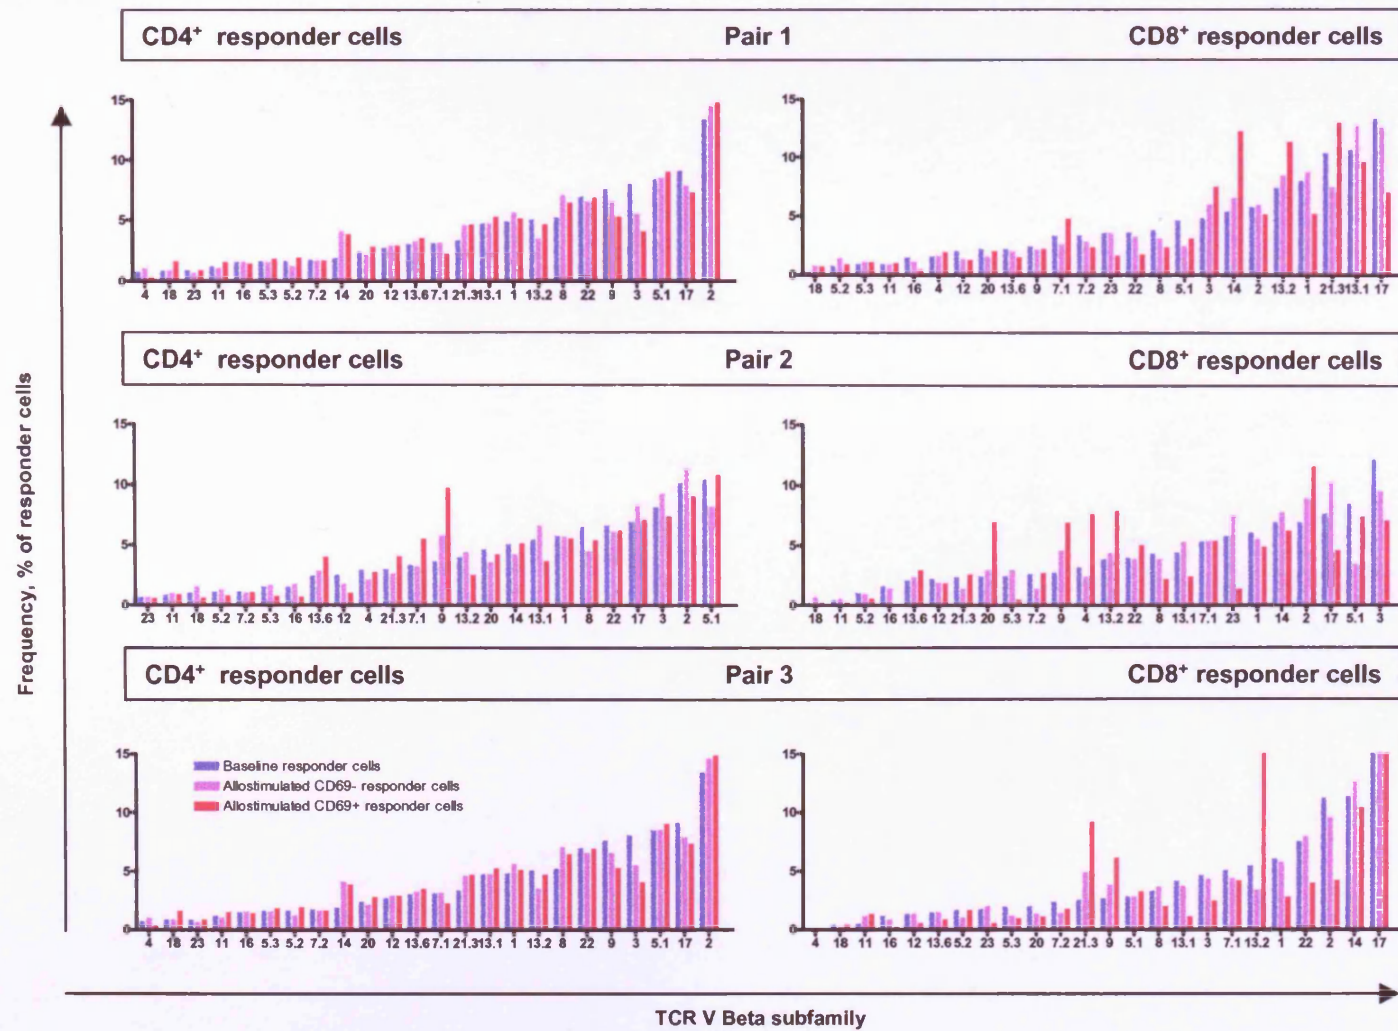 CD4+ responder cells Pair 1 CD8+ responder cells
15
10
5
0
4 18 23 11 16 5.3 5.2 7.2 14 20 12 13.6 7.1 21.3 13.1 1 13.2 8 22 9 3 5.1 17 2
15
10
5
0
18 5.2 5.3 11 16 4 12 20 13.6 9 7.1 7.2 23 22 8 5.1 3 14 2 13.2 1 21.3 13.1 17
CD4+ responder cells Pair 2 CD8+ responder cells
15
10
5
0
23 11 18 5.2 7.2 5.3 16 13.6 12 4 21.3 7.1 9 13.2 20 14 13.1 1 8 22 17 3 2 5.1
15
10
5
0
18 11 5.2 16 13.6 12 21.3 20 5.3 7.2 9 4 13.2 22 8 13.1 7.1 23 1 14 2 17 5.1 3
CD4+ responder cells Pair 3 CD8+ responder cells
15
10
5
0
Baseline responder cells
Allostimulated CD69- responder cells
Allostimulated CD69+ responder cells
4 18 23 11 16 5.3 5.2 7.2 14 20 12 13.6 7.1 21.3 13.1 1 13.2 8 22 9 3 5.1 17 2
15
10
5
0
4 18 11 16 12 13.6 5.2 23 5.3 20 7.2 21.3 9 5.1 8 13.1 3 7.1 13.2 1 22 2 14 17
Frequency, % of responder cells
TCR V Beta subfamily